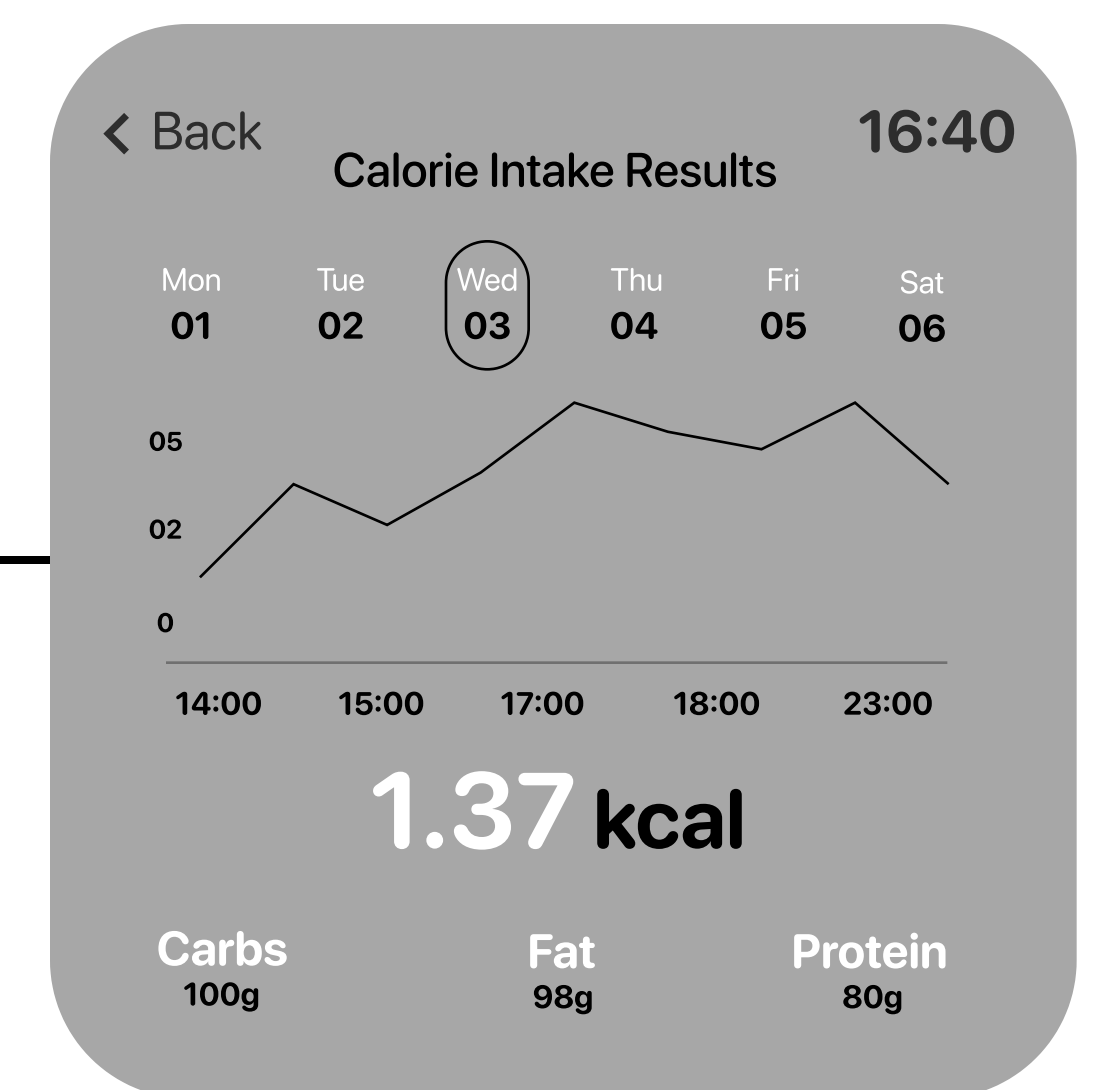 Back
16:40
Calorie Intake Results
Mon Tue Wed Thu Fri Sat
01 02 03 04 05 06
05
02
0
14:00 15:00 17:00 18:00 23:00
1.37 kcal
Carbs Fat Protein
100g 98g 80g